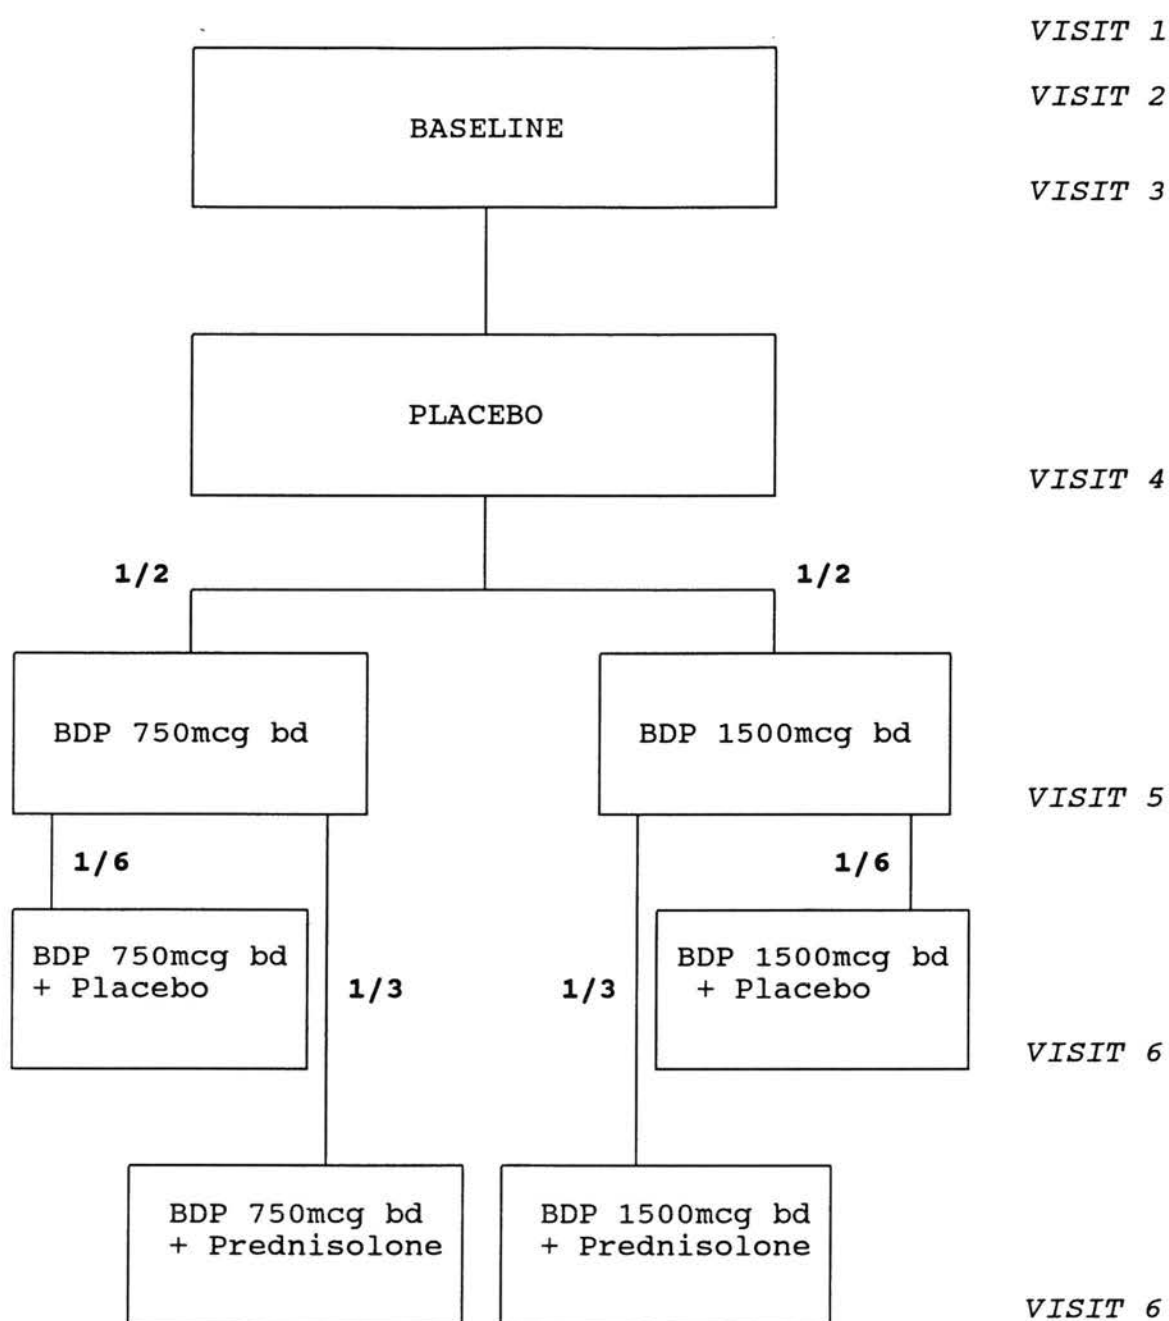 VISIT 1
VISIT 2
BASELINE
VISIT 3
PLACEBO
VISIT 4
1/2
1/2
BDP 750mcg bd
BDP 1500mcg bd
VISIT 5
1/6
1/6
BDP 750mcg bd
+ Placebo
1/3
1/3
BDP 1500mcg bd
+ Placebo
VISIT 6
BDP 750mcg bd
+ Prednisolone
BDP 1500mcg bd
+ Prednisolone
VISIT 6